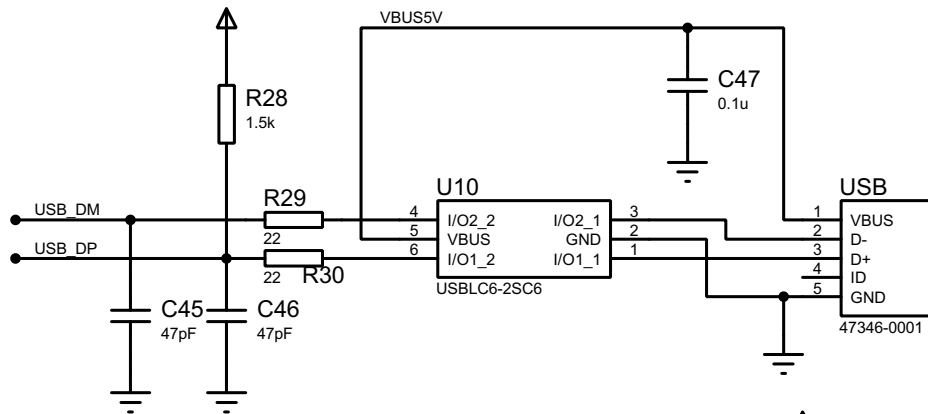 VBUS5V
R28
1.5k
C47
0.1u
U10
USB
R29
USB_DM
22
4 I/O2_2 I/O2_1 3
5 VBUS GND 2
6 I/O1_2 I/O1_1 1
1 VBUS
2 D-
3 D+
4 ID
5 GND
USB_DP
22
R30
USBLC6-2SC6
C45
47pF
C46
47pF
47346-0001